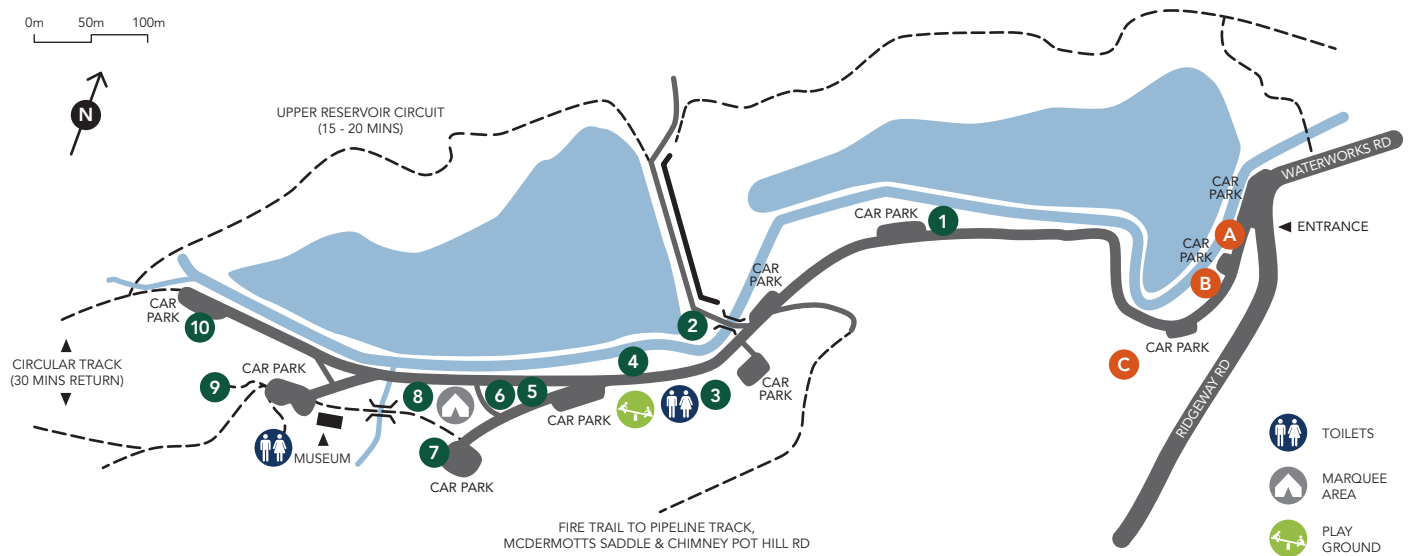 0m 50m 100m
N
UPPER RESERVOIR CIRCUIT
(15 - 20 MINS)
WATERWORKS RD
CAR
PARK
CAR PARK
1
A
ENTRANCE
CAR
PARK
B
CAR
PARK
CAR
PARK
10
2
CAR PARK
C
4
CIRCULAR TRACK
(30 MINS RETURN)
CAR PARK
9
8
6
5
3
CAR
PARK
CAR PARK
RIDGEWAY RD
7
MUSEUM
CAR PARK
TOILETS
MARQUEE
AREA
PLAY
GROUND
FIRE TRAIL TO PIPELINE TRACK,
MCDERMOTTS SADDLE & CHIMNEY POT HILL RD